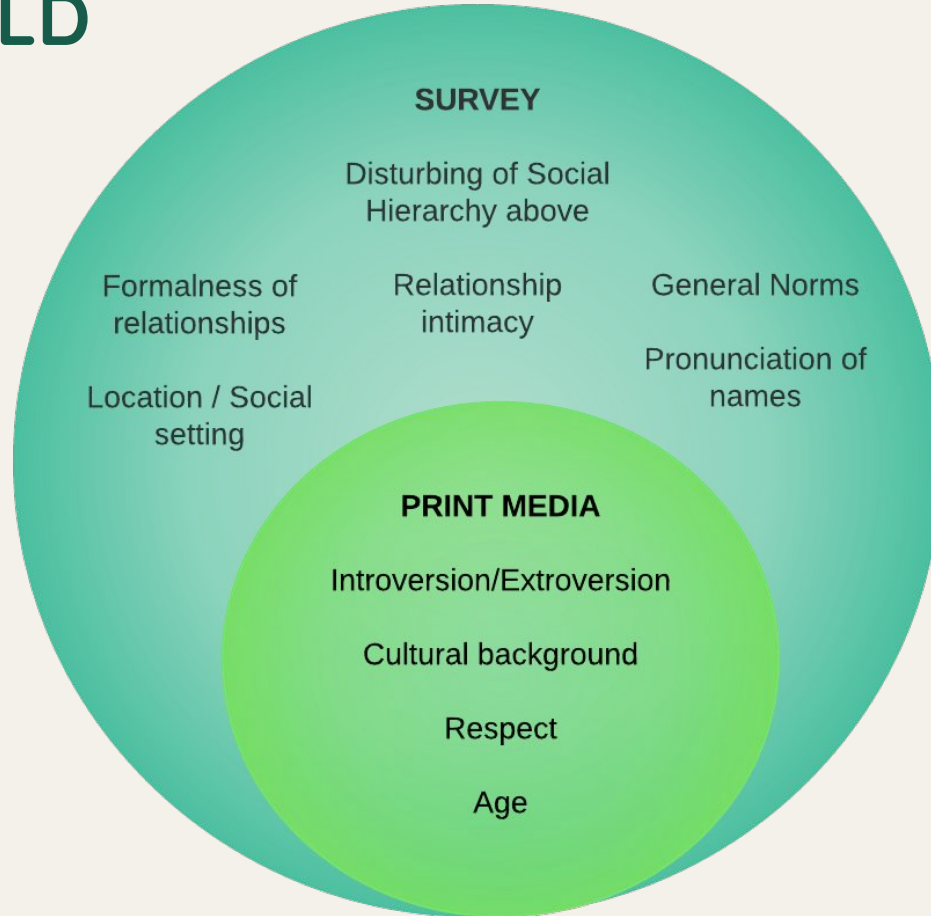 LD
SURVEY
Disturbing of Social
Hierarchy above
Formalness of
relationships
Location / Social
setting
Relationship
intimacy
General Norms
Pronunciation of
names
PRINT MEDIA
Introversion/Extroversion
Cultural background
Respect
Age